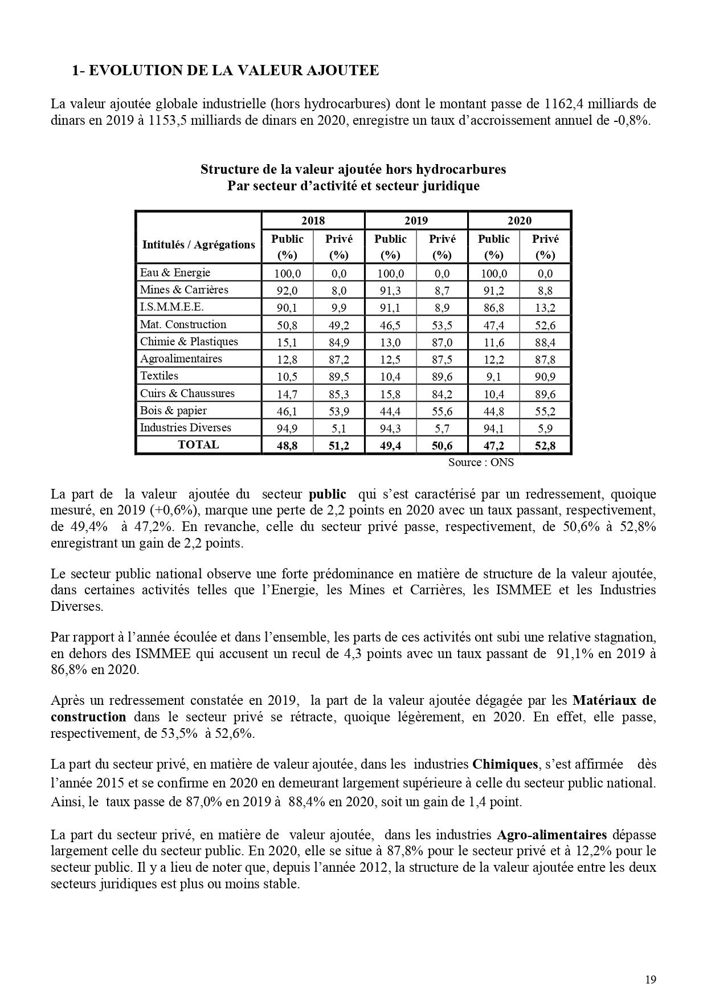 1- EVOLUTION DE LA VALEUR AJOUTEE
La valeur ajoutée globale industrielle (hors hydrocarbures) dont le montant passe de 1162,4 milliards de
dinars en 2019 à 1153,5 milliards de dinars en 2020, enregistre un taux d’accroissement annuel de -0,8%.
Structure de la valeur ajoutée hors hydrocarbures
Par secteur d’activité et secteur juridique
2018 2019 2020
Intitulés / Agrégations Public Privé Public Privé Public Privé
(%) (%) (%) (%) (%) (%)
Eau & Energie 100,0 0,0 100,0 0,0 100,0 0,0
Mines & Carrières 92,0 8,0 91,3 8,7 91,2 8,8
I.S.M.M.E.E. 90,1 9,9 91,1 8,9 86,8 13,2
Mat. Construction 50,8 49,2 46,5 53,5 47,4 52,6
Chimie & Plastiques 15,1 84,9 13,0 87,0 11,6 88,4
Agroalimentaires 12,8 87,2 12,5 87,5 12,2 87,8
Textiles 10,5 89,5 10,4 89,6 9,1 90,9
Cuirs & Chaussures 14,7 85,3 15,8 84,2 10,4 89,6
Bois & papier 46,1 53,9 44,4 55,6 44,8 55,2
Industries Diverses 94,9 5,1 94,3 5,7 94,1 5,9
TOTAL 48,8 51,2 49,4 50,6 47,2 52,8
Source : ONS
La part de la valeur ajoutée du secteur public qui s’est caractérisé par un redressement, quoique
mesuré, en 2019 (+0,6%), marque une perte de 2,2 points en 2020 avec un taux passant, respectivement,
de 49,4% à 47,2%. En revanche, celle du secteur privé passe, respectivement, de 50,6% à 52,8%
enregistrant un gain de 2,2 points.
Le secteur public national observe une forte prédominance en matière de structure de la valeur ajoutée,
dans certaines activités telles que l’Energie, les Mines et Carrières, les ISMMEE et les Industries
Diverses.
Par rapport à l’année écoulée et dans l’ensemble, les parts de ces activités ont subi une relative stagnation,
en dehors des ISMMEE qui accusent un recul de 4,3 points avec un taux passant de 91,1% en 2019 à
86,8% en 2020.
Après un redressement constatée en 2019, la part de la valeur ajoutée dégagée par les Matériaux de
construction dans le secteur privé se rétracte, quoique légèrement, en 2020. En effet, elle passe,
respectivement, de 53,5% à 52,6%.
La part du secteur privé, en matière de valeur ajoutée, dans les industries Chimiques, s’est affirmée dès
l’année 2015 et se confirme en 2020 en demeurant largement supérieure à celle du secteur public national.
Ainsi, le taux passe de 87,0% en 2019 à 88,4% en 2020, soit un gain de 1,4 point.
La part du secteur privé, en matière de valeur ajoutée, dans les industries Agro-alimentaires dépasse
largement celle du secteur public. En 2020, elle se situe à 87,8% pour le secteur privé et à 12,2% pour le
secteur public. Il y a lieu de noter que, depuis l’année 2012, la structure de la valeur ajoutée entre les deux
secteurs juridiques est plus ou moins stable.
19